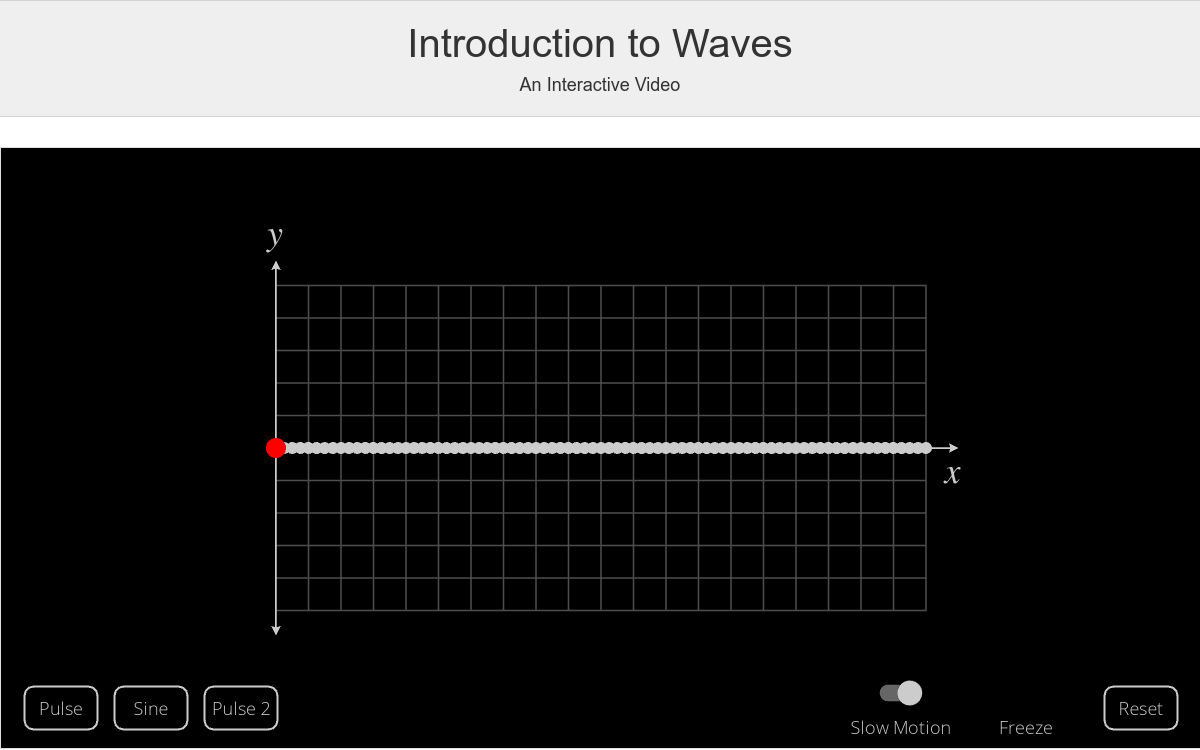 Introduction to Waves
An Interactive Video
y
x
Pulse
Sine
Pulse 2
Slow Motion
Freeze
Reset